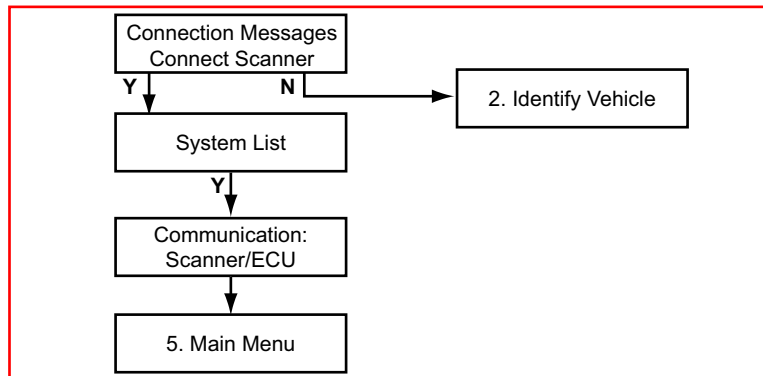 Connection Messages
Connect Scanner
Y
N
2. Identify Vehicle
System List
Y
Communication:
Scanner/ECU
5. Main Menu